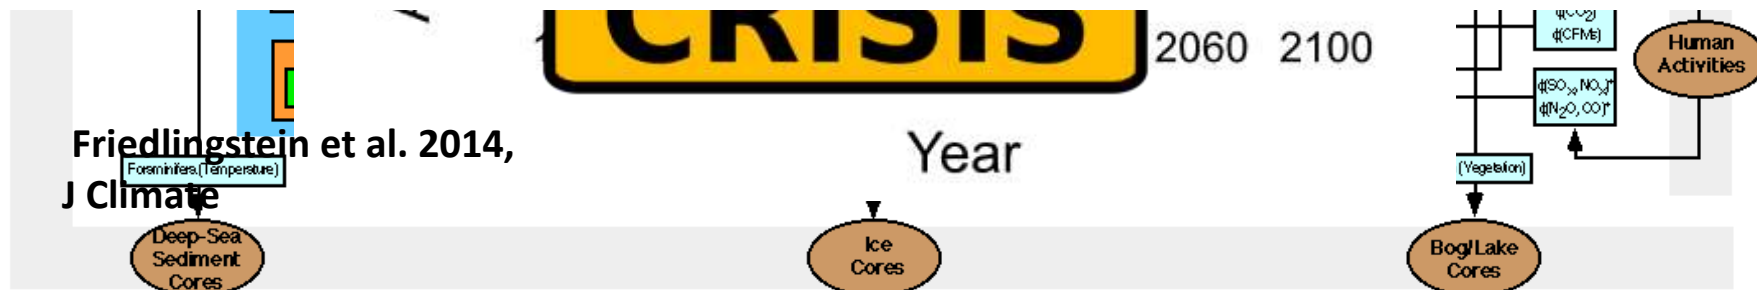 CRISIS
2060 2100
Year
Friedlingstein et al. 2014,
J Climate
Foraminifera (Temperature)
Deep-Sea
Sediment
Cores
Ice
Cores
(Vegetation)
Bog/Lake
Cores
ϕ(CO₂)
ϕ(CFMs)
ϕ(SOₓ, NOₓ)⁺
ϕ(N₂O, CO)⁺
Human
Activities